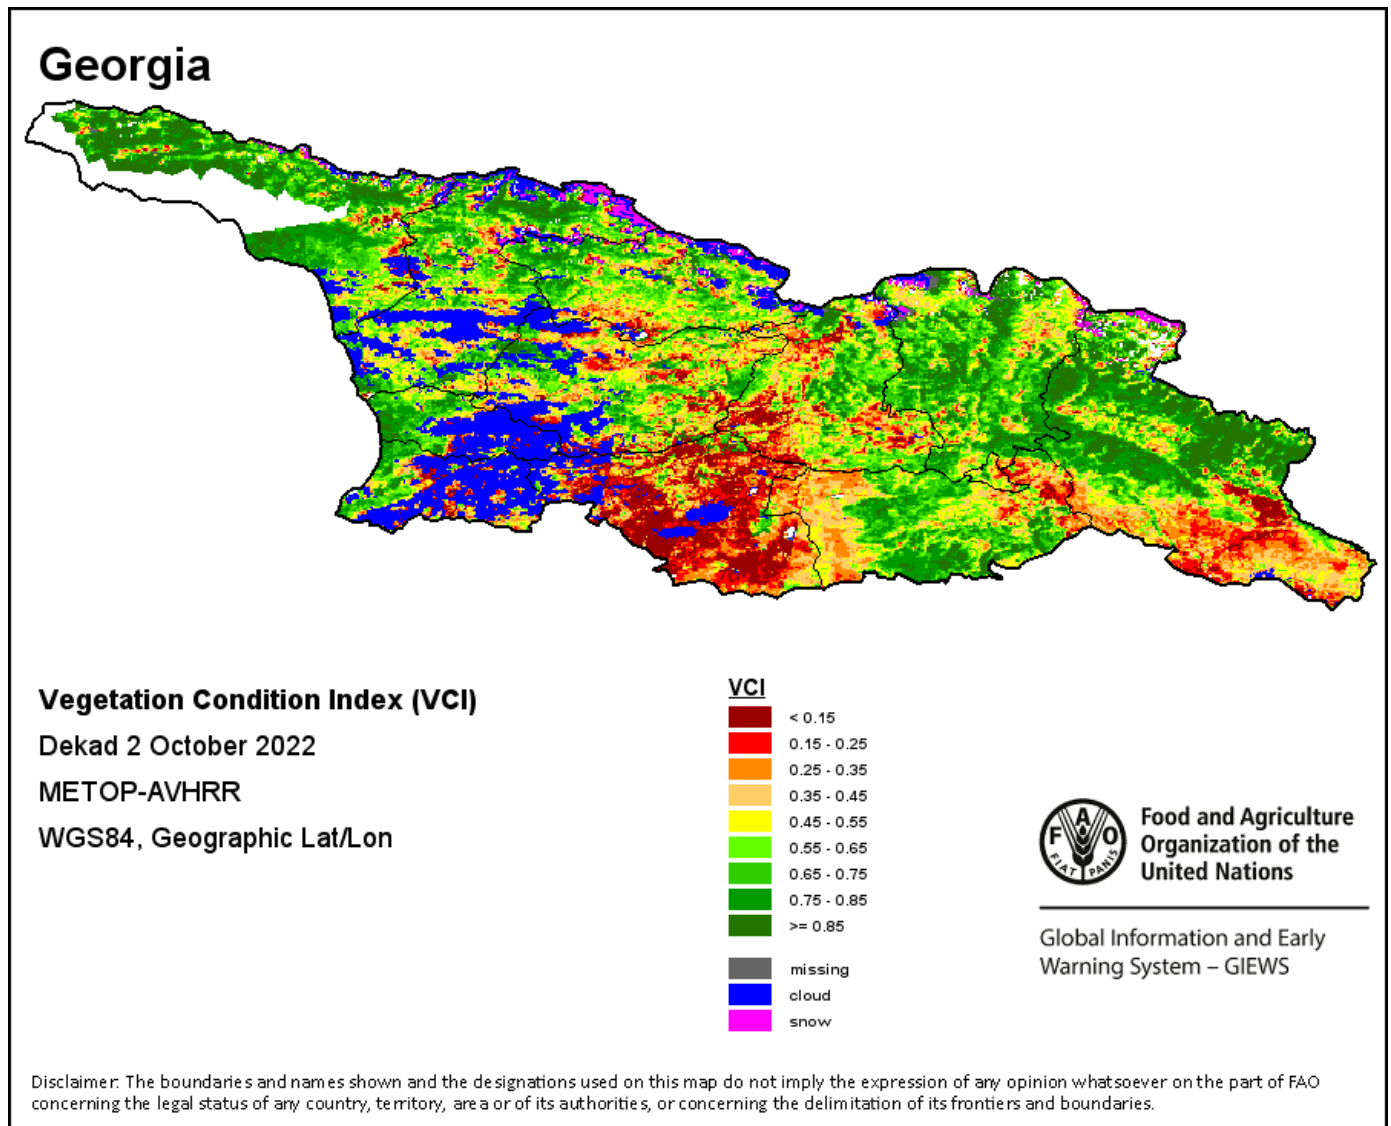 Georgia
Vegetation Condition Index (VCI)
Dekad 2 October 2022
METOP-AVHRR
WGS84, Geographic Lat/Lon
VCI
< 0.15
0.15 - 0.25
0.25 - 0.35
0.35 - 0.45
0.45 - 0.55
0.55 - 0.65
0.65 - 0.75
0.75 - 0.85
>= 0.85
missing
cloud
snow
F A O
FIAT PANIS
Food and Agriculture
Organization of the
United Nations
Global Information and Early
Warning System – GIEWS
Disclaimer: The boundaries and names shown and the designations used on this map do not imply the expression of any opinion whatsoever on the part of FAO
concerning the legal status of any country, territory, area or of its authorities, or concerning the delimitation of its frontiers and boundaries.